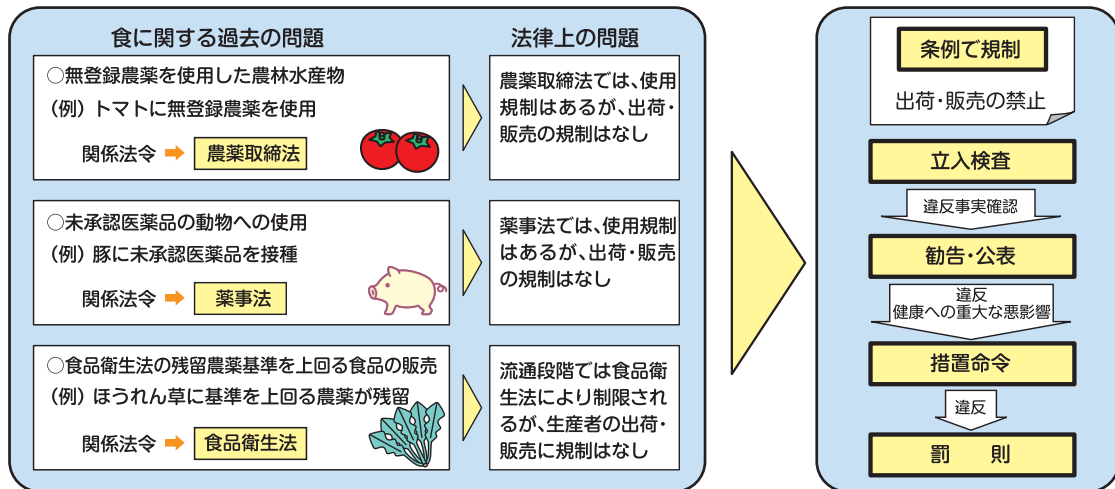 食に関する過去の問題
○無登録農薬を使用した農林水産物
(例) トマトに無登録農薬を使用
関係法令
農薬取締法
○未承認医薬品の動物への使用
(例) 豚に未承認医薬品を接種
関係法令
薬事法
○食品衛生法の残留農薬基準を上回る食品の販売
(例) ほうれん草に基準を上回る農薬が残留
関係法令
食品衛生法
法律上の問題
農薬取締法では、使用
規制はあるが、出荷・
販売の規制はなし
薬事法では、使用規制
はあるが、出荷・販売
の規制はなし
流通段階では食品衛
生法により制限され
るが、生産者の出荷・
販売に規制はなし
条例で規制
出荷・販売の禁止
立入検査
違反事実確認
勧告・公表
違反
健康への重大な悪影響
措置命令
違反
罰　則